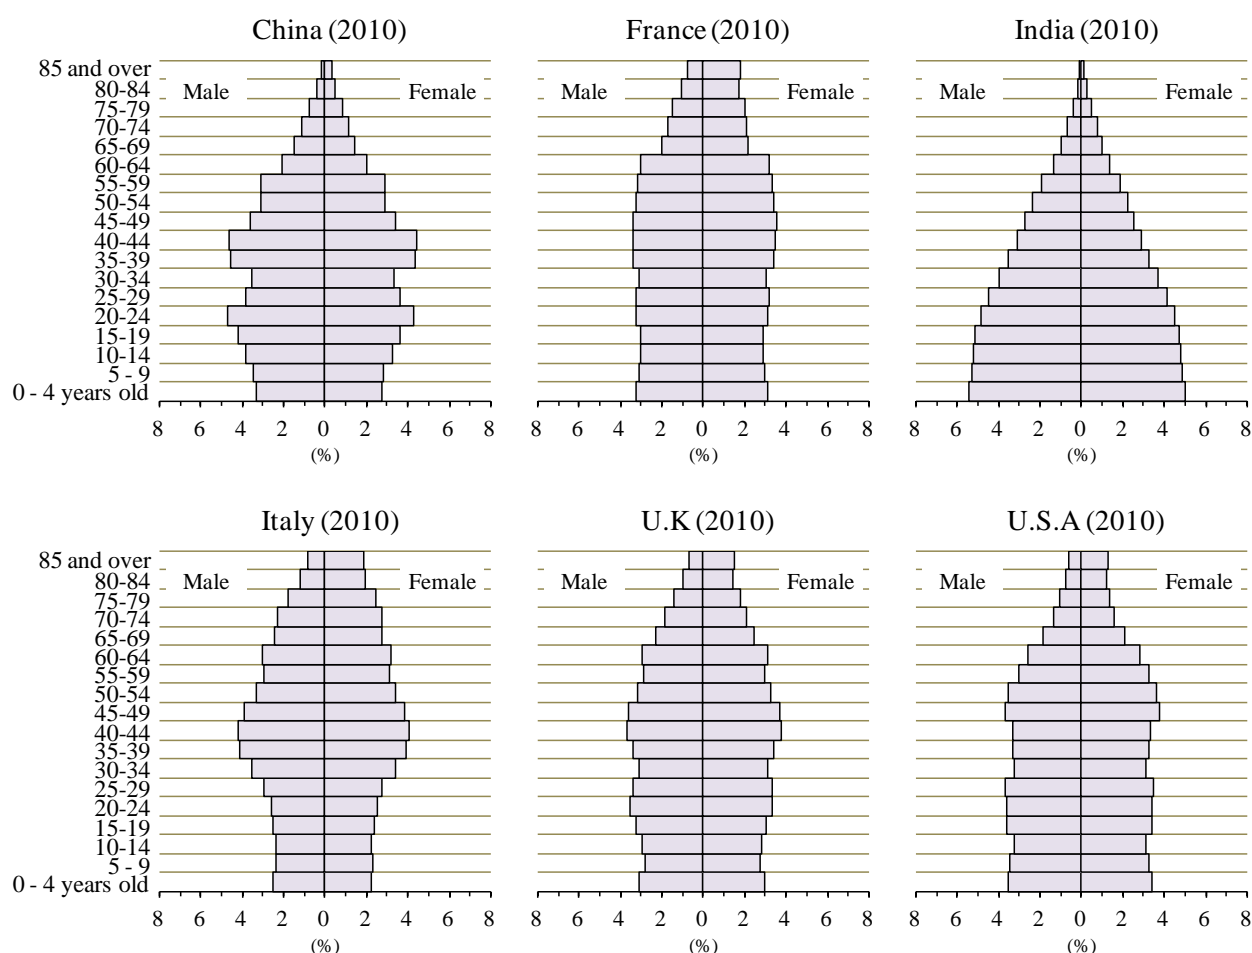 China (2010)
France (2010)
India (2010)
85 and over
80-84
75-79
70-74
65-69
60-64
55-59
50-54
45-49
40-44
35-39
30-34
25-29
20-24
15-19
10-14
5 - 9
0 - 4 years old
Male Female
Male Female
Male Female
8 6 4 2 0 2 4 6 8
8 6 4 2 0 2 4 6 8
8 6 4 2 0 2 4 6 8
(%)
(%)
(%)
Italy (2010)
U.K (2010)
U.S.A (2010)
85 and over
80-84
75-79
70-74
65-69
60-64
55-59
50-54
45-49
40-44
35-39
30-34
25-29
20-24
15-19
10-14
5 - 9
0 - 4 years old
Male Female
Male Female
Male Female
8 6 4 2 0 2 4 6 8
8 6 4 2 0 2 4 6 8
8 6 4 2 0 2 4 6 8
(%)
(%)
(%)